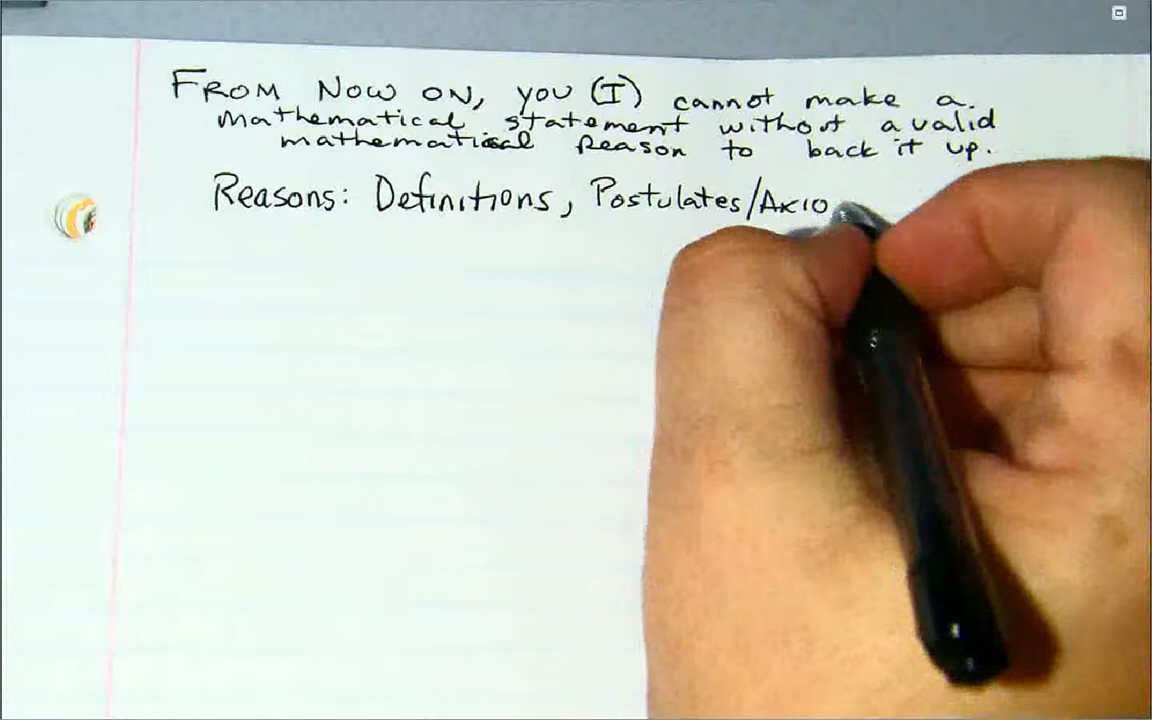 FROM NOW ON, you (I) cannot make a
mathematical statement without a valid
mathematical reason to back it up.
Reasons: Definitions, Postulates/Axio